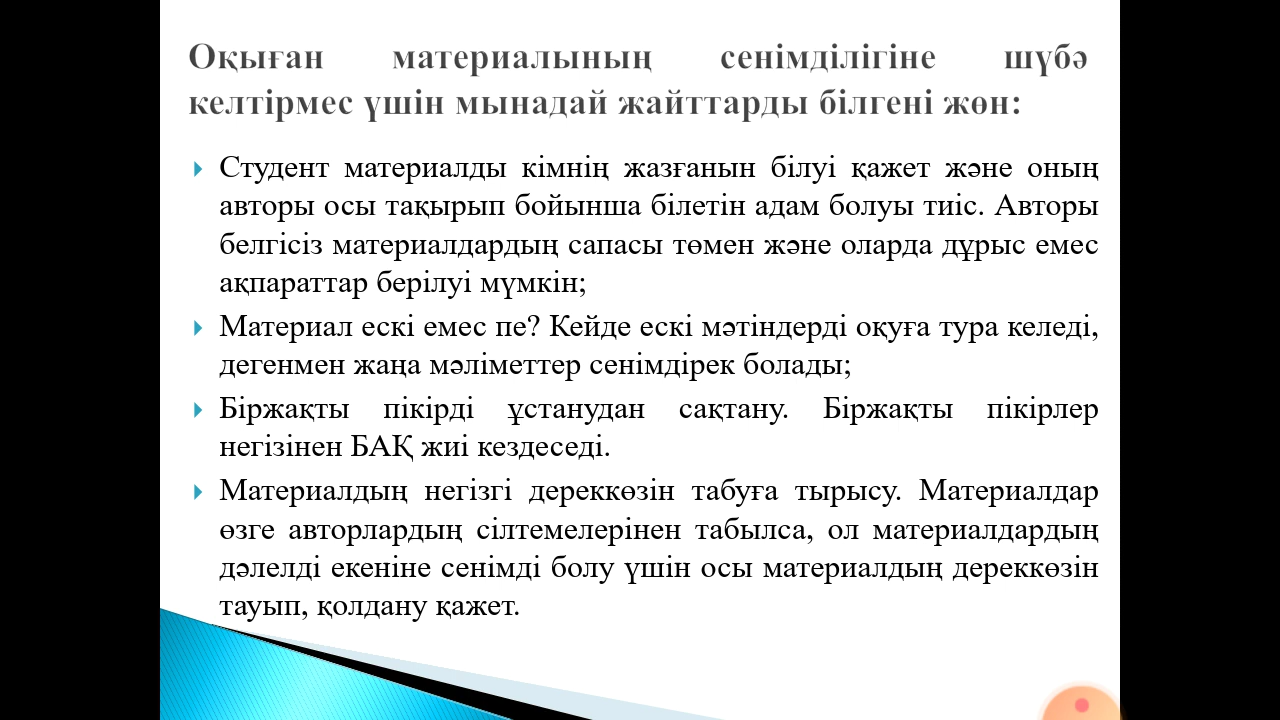 Оқыған материалының сенімділігіне шүбә
келтірмес үшін мынадай жайттарды білгені жөн:
Студент материалды кімнің жазғанын білуі қажет және оның
авторы осы тақырып бойынша білетін адам болуы тиіс. Авторы
белгісіз материалдардың сапасы төмен және оларда дұрыс емес
ақпараттар берілуі мүмкін;
Материал ескі емес пе? Кейде ескі мәтіндерді оқуға тура келеді,
дегенмен жаңа мәліметтер сенімдірек болады;
Біржақты пікірді ұстанудан сақтану. Біржақты пікірлер
негізінен БАҚ жиі кездеседі.
Материалдың негізгі дереккөзін табуға тырысу. Материалдар
өзге авторлардың сілтемелерінен табылса, ол материалдардың
дәлелді екеніне сенімді болу үшін осы материалдың дереккөзін
тауып, қолдану қажет.